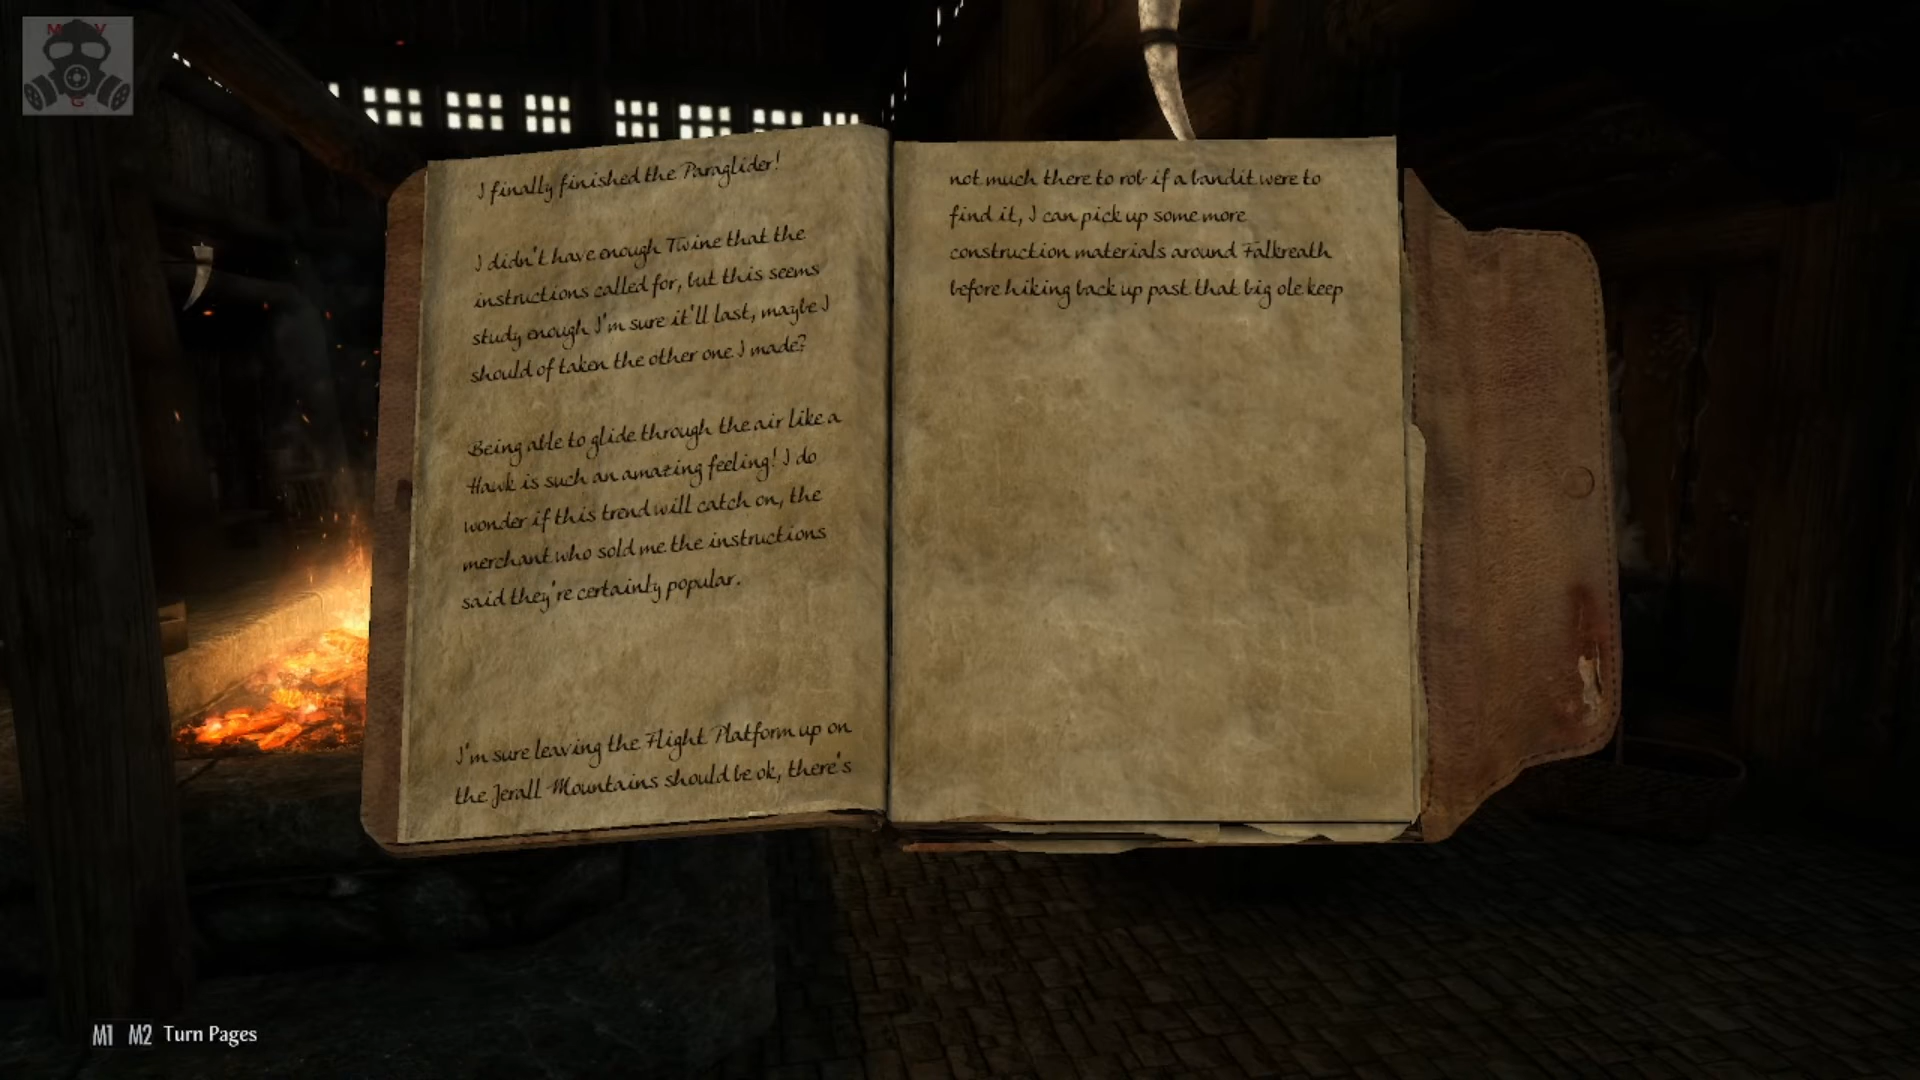 M V
G
I finally finished the Paraglider!
I didn't have enough Twine that the
instructions called for, but this seems
study enough I'm sure it'll last, maybe I
should of taken the other one I made?
Being able to glide through the air like a
Hawk is such an amazing feeling! I do
wonder if this trend will catch on, the
merchant who sold me the instructions
said they're certainly popular.
I'm sure leaving the Flight Platform up on
the Jerall Mountains should be ok, there's
not much there to rob if a bandit were to
find it, I can pick up some more
construction materials around Falkreath
before hiking back up past that big ole keep
M1 M2 Turn Pages